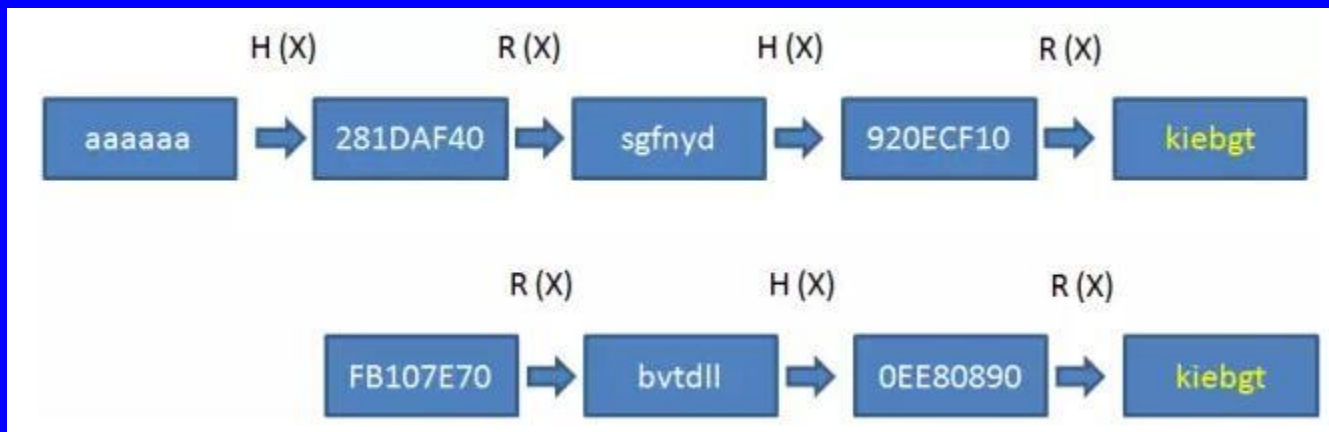 H (X) R (X) H (X) R (X)
aaaaaa 281DAF40 sgfnyd 920ECF10 kiebgt
R (X) H (X) R (X)
FB107E70 bvtdll 0EE80890 kiebgt